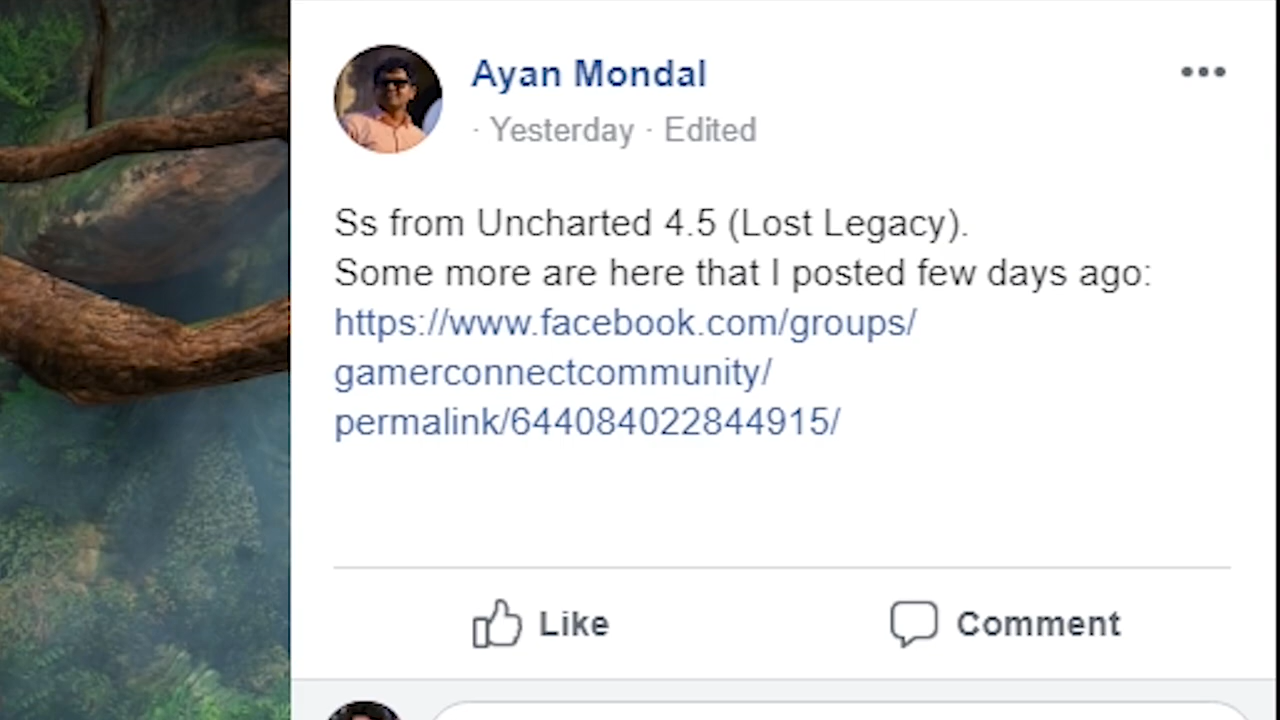 Ayan Mondal
· Yesterday · Edited
Ss from Uncharted 4.5 (Lost Legacy).
Some more are here that I posted few days ago:
https://www.facebook.com/groups/
gamerconnectcommunity/
permalink/644084022844915/
Like
Comment